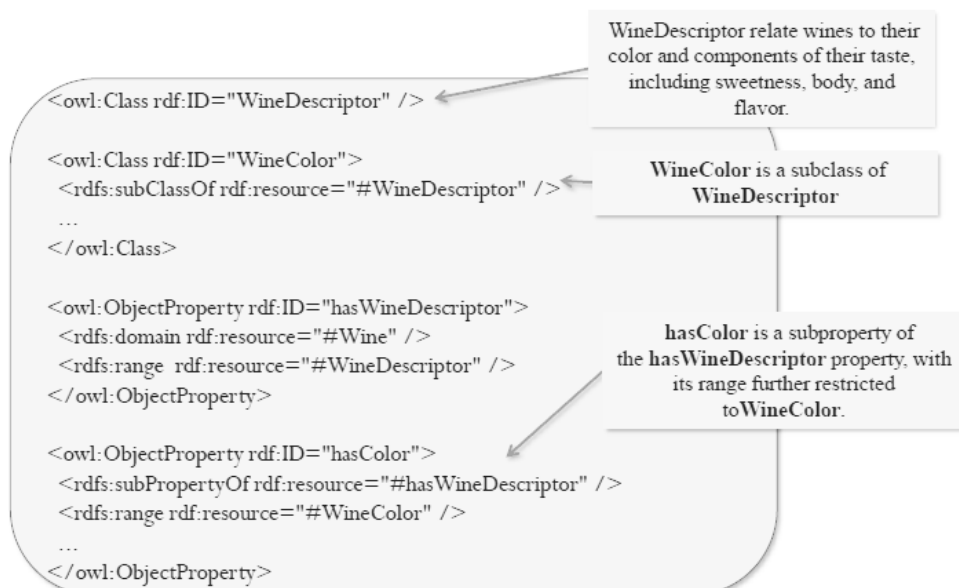 WineDescriptor relate wines to their
color and components of their taste,
including sweetness, body, and
flavor.
<owl:Class rdf:ID="WineDescriptor" />
<owl:Class rdf:ID="WineColor">
<rdfs:subClassOf rdf:resource="#WineDescriptor" />
...
</owl:Class>
WineColor is a subclass of
WineDescriptor
<owl:ObjectProperty rdf:ID="hasWineDescriptor">
<rdfs:domain rdf:resource="#Wine" />
<rdfs:range  rdf:resource="#WineDescriptor" />
</owl:ObjectProperty>
hasColor is a subproperty of
the hasWineDescriptor property, with
its range further restricted
toWineColor.
<owl:ObjectProperty rdf:ID="hasColor">
<rdfs:subPropertyOf rdf:resource="#hasWineDescriptor" />
<rdfs:range rdf:resource="#WineColor" />
...
</owl:ObjectProperty>